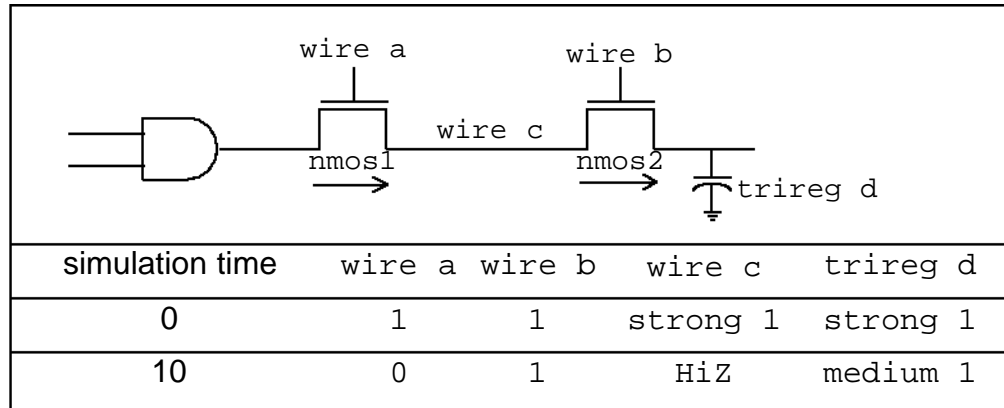 wire a
wire b
wire c
nmos1
nmos2
trireg d
simulation time wire a wire b wire c trireg d
0 1 1 strong 1 strong 1
10 0 1 HiZ medium 1